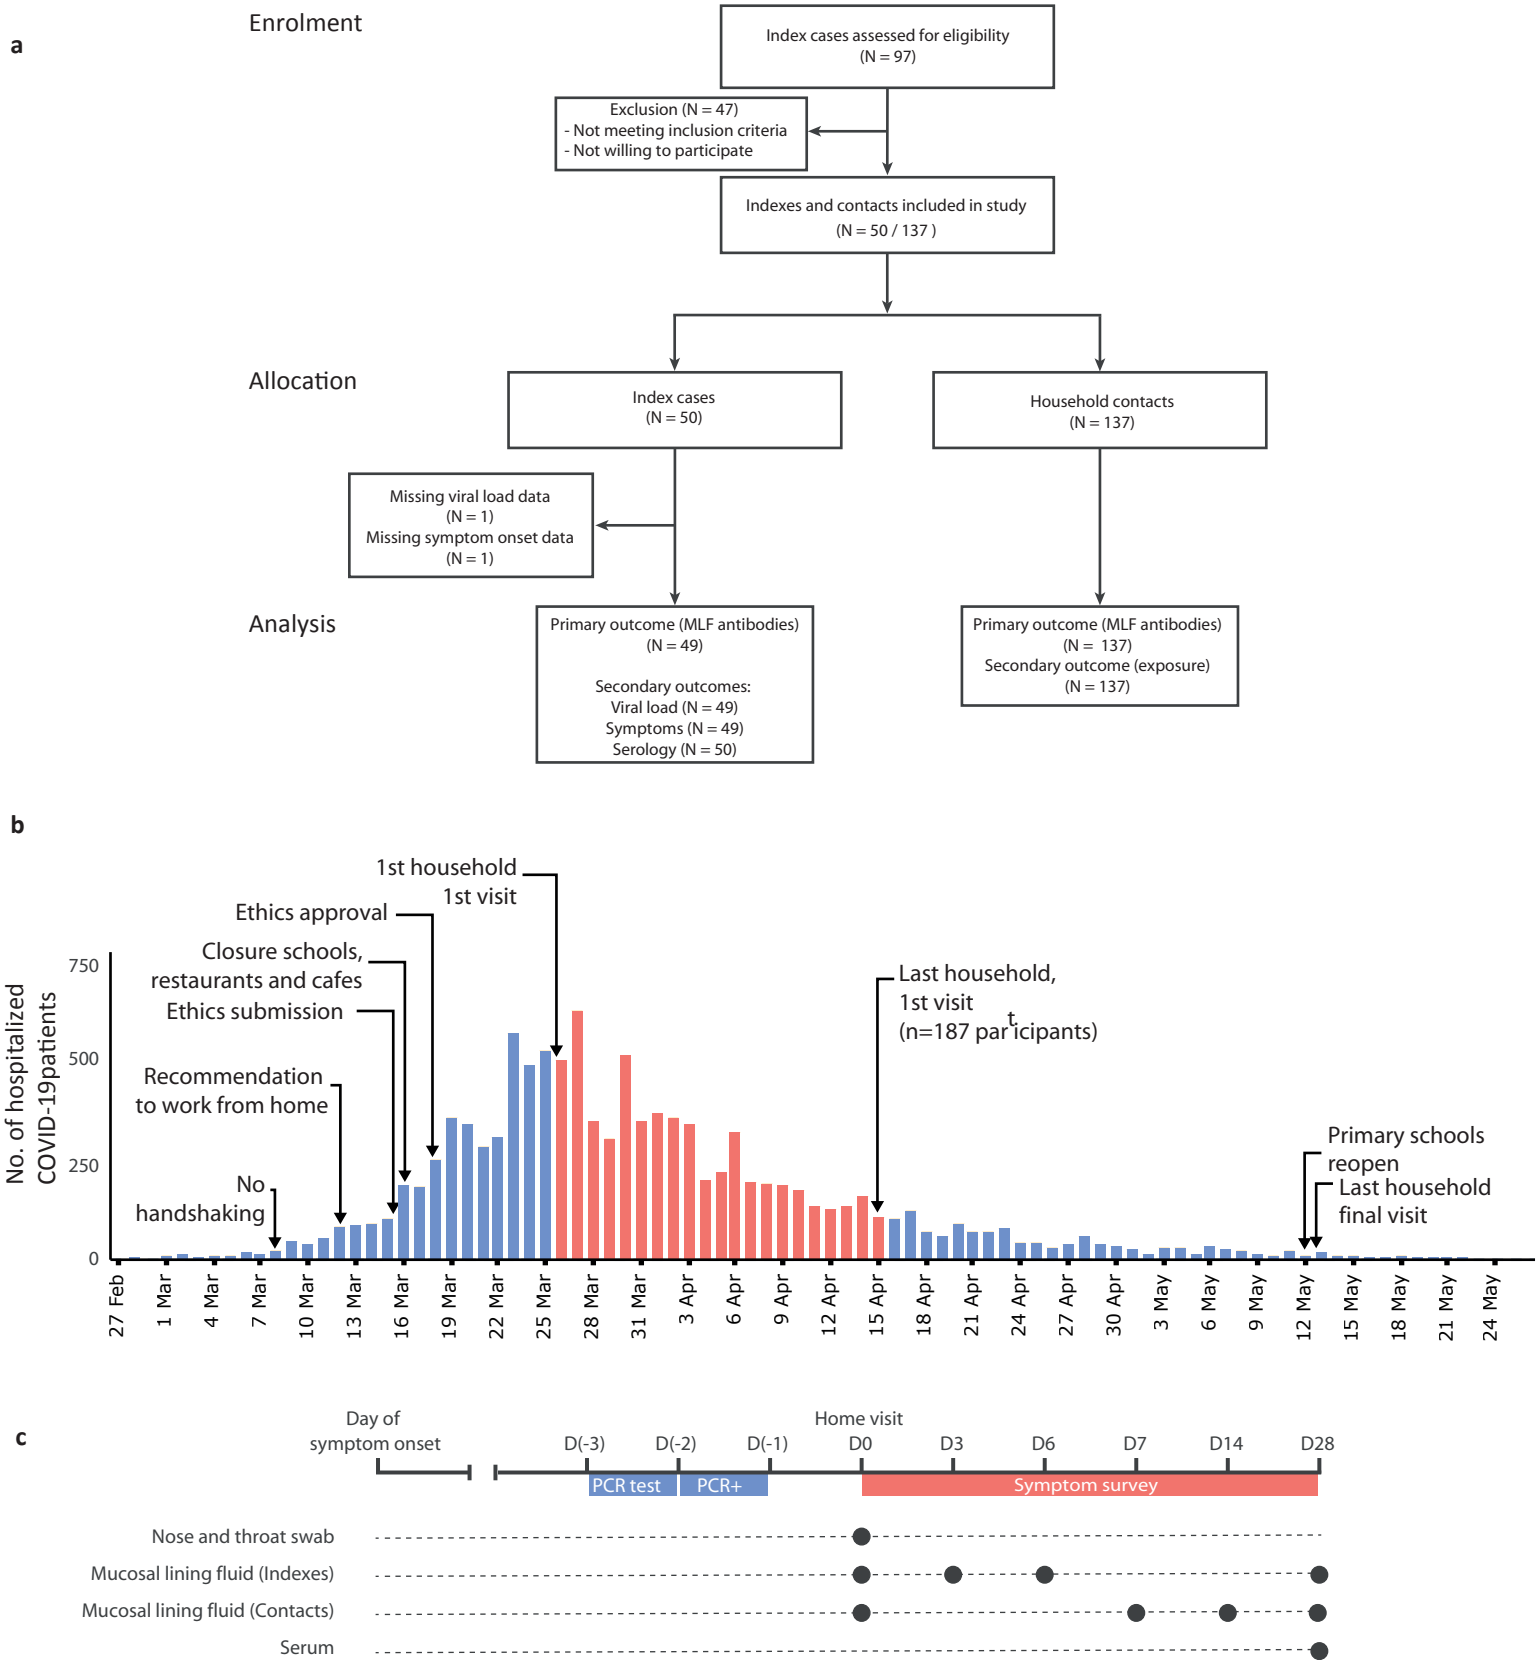 a
Enrolment
Index cases assessed for eligibility
(N = 97)
Exclusion (N = 47)
- Not meeting inclusion criteria
- Not willing to participate
Indexes and contacts included in study
(N = 50 / 137 )
Allocation
Index cases
(N = 50)
Household contacts
(N = 137)
Missing viral load data
(N = 1)
Missing symptom onset data
(N = 1)
Analysis
Primary outcome (MLF antibodies)
(N = 49)
Secondary outcomes:
Viral load (N = 49)
Symptoms (N = 49)
Serology (N = 50)
Primary outcome (MLF antibodies)
(N = 137)
Secondary outcome (exposure)
(N = 137)
b
No. of hospitalized
COVID-19patients
750
500
250
0
1st household
1st visit
Ethics approval
Closure schools,
restaurants and cafes
Ethics submission
Recommendation
to work from home
No
handshaking
Last household,
1st visit
(n=187 participants)
Primary schools
reopen
Last household
final visit
27 Feb
1 Mar
4 Mar
7 Mar
10 Mar
13 Mar
16 Mar
19 Mar
22 Mar
25 Mar
28 Mar
31 Mar
3 Apr
6 Apr
9 Apr
12 Apr
15 Apr
18 Apr
21 Apr
24 Apr
27 Apr
30 Apr
3 May
6 May
9 May
12 May
15 May
18 May
21 May
24 May
c
Day of
symptom onset
Home visit
D(-3)
D(-2)
D(-1)
D0
D3
D6
D7
D14
D28
PCR test
PCR+
Symptom survey
Nose and throat swab
Mucosal lining fluid (Indexes)
Mucosal lining fluid (Contacts)
Serum